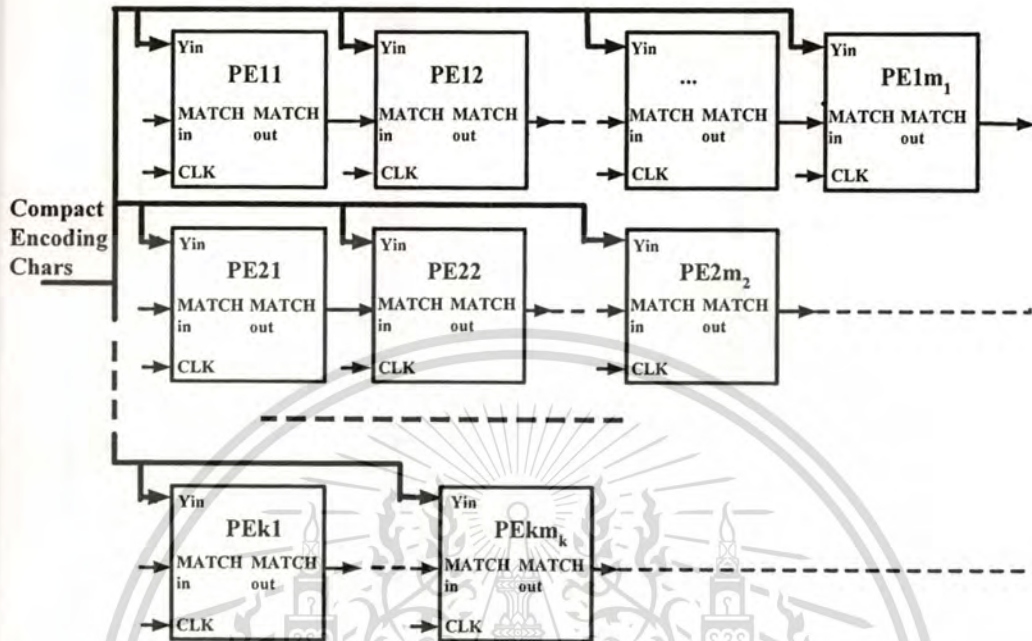 Yin
PE11
MATCH MATCH
in out
CLK
Yin
PE12
MATCH MATCH
in out
CLK
Yin
...
MATCH MATCH
in out
CLK
Yin
PE1m₁
MATCH MATCH
in out
CLK
Compact
Encoding
Chars
Yin
PE21
MATCH MATCH
in out
CLK
Yin
PE22
MATCH MATCH
in out
CLK
Yin
PE2m₂
MATCH MATCH
in out
CLK
Yin
PEk1
MATCH MATCH
in out
CLK
Yin
PEkmₖ
MATCH MATCH
in out
CLK